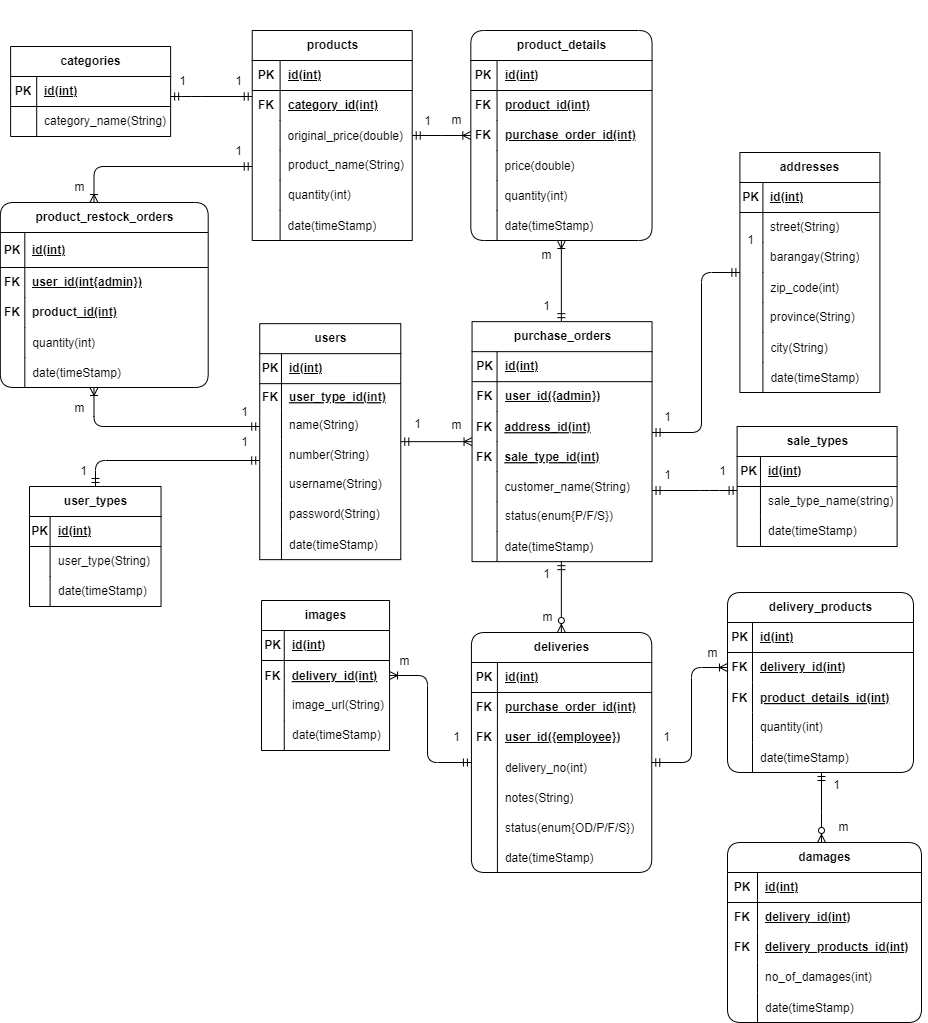 categories
PK id(int)
category_name(String)
1 1
products
PK id(int)
FK category_id(int)
original_price(double)
product_name(String)
quantity(int)
date(timeStamp)
1 m
product_details
PK id(int)
FK product_id(int)
FK purchase_order_id(int)
price(double)
quantity(int)
date(timeStamp)
1
m
product_restock_orders
PK id(int)
FK user_id(int{admin})
FK product_id(int)
quantity(int)
date(timeStamp)
m
1
addresses
PK id(int)
street(String)
barangay(String)
zip_code(int)
province(String)
city(String)
date(timeStamp)
1
m
1
users
PK id(int)
FK user_type_id(int)
name(String)
number(String)
username(String)
password(String)
date(timeStamp)
1 m
purchase_orders
PK id(int)
FK user_id({admin})
FK address_id(int)
FK sale_type_id(int)
customer_name(String)
status(enum{P/F/S})
date(timeStamp)
1
1 1
sale_types
PK id(int)
sale_type_name(string)
date(timeStamp)
1
1
user_types
PK id(int)
user_type(String)
date(timeStamp)
1
m
images
PK id(int)
FK delivery_id(int)
image_url(String)
date(timeStamp)
m
1
deliveries
PK id(int)
FK purchase_order_id(int)
FK user_id({employee})
delivery_no(int)
notes(String)
status(enum{OD/P/F/S})
date(timeStamp)
1
m
delivery_products
PK id(int)
FK delivery_id(int)
FK product_details_id(int)
quantity(int)
date(timeStamp)
1
m
damages
PK id(int)
FK delivery_id(int)
FK delivery_products_id(int)
no_of_damages(int)
date(timeStamp)